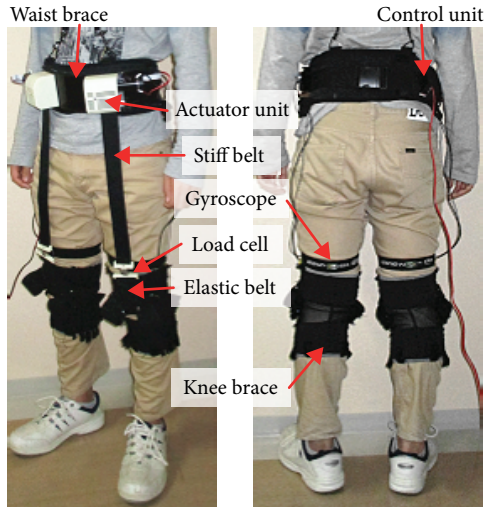 Waist brace
Control unit
Actuator unit
Stiff belt
Gyroscope
Load cell
Elastic belt
Knee brace